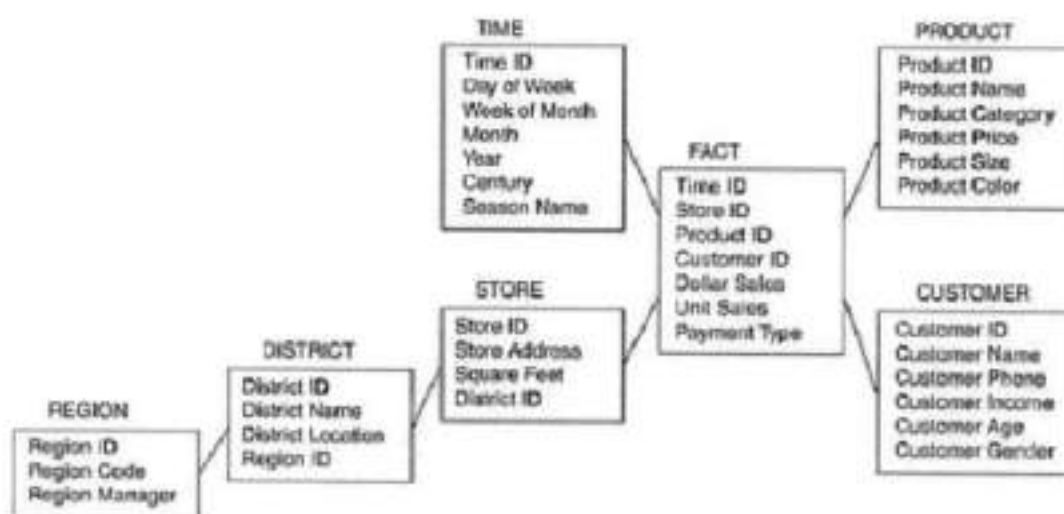 TIME
Time ID
Day of Week
Week of Month
Month
Year
Century
Season Name
PRODUCT
Product ID
Product Name
Product Category
Product Price
Product Size
Product Color
FACT
Time ID
Store ID
Product ID
Customer ID
Dollar Sales
Unit Sales
Payment Type
STORE
Store ID
Store Address
Square Feet
District ID
CUSTOMER
Customer ID
Customer Name
Customer Phone
Customer Income
Customer Age
Customer Gender
DISTRICT
District ID
District Name
District Location
Region ID
REGION
Region ID
Region Code
Region Manager